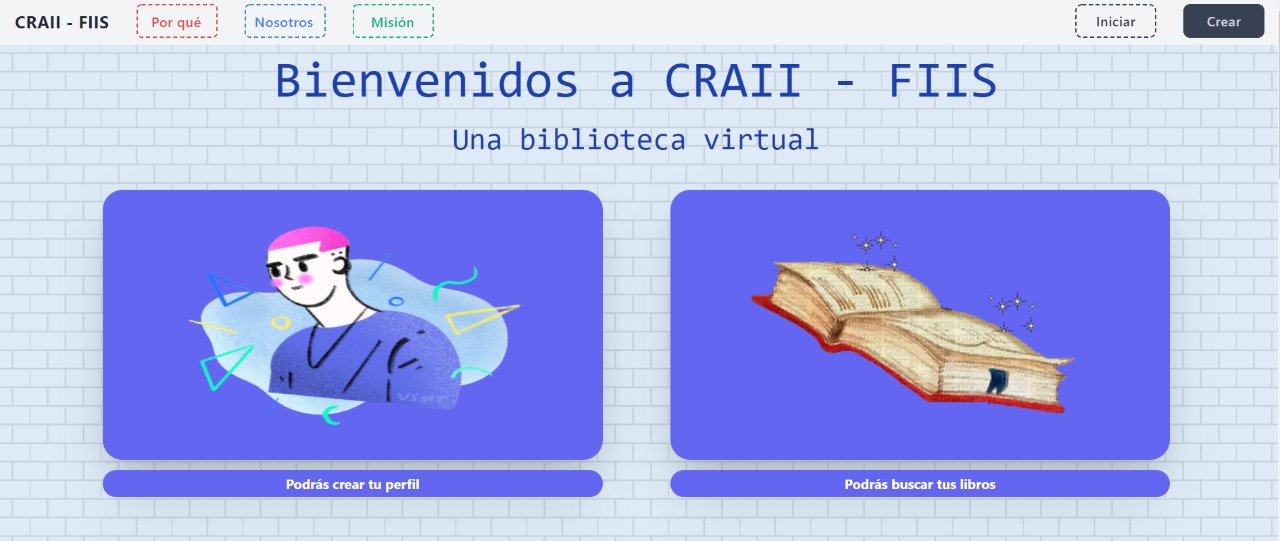 CRAII - FIIS
Por qué
Nosotros
Misión
Iniciar
Crear
Bienvenidos a CRAII - FIIS
Una biblioteca virtual
VSMT
Podrás crear tu perfil
Podrás buscar tus libros